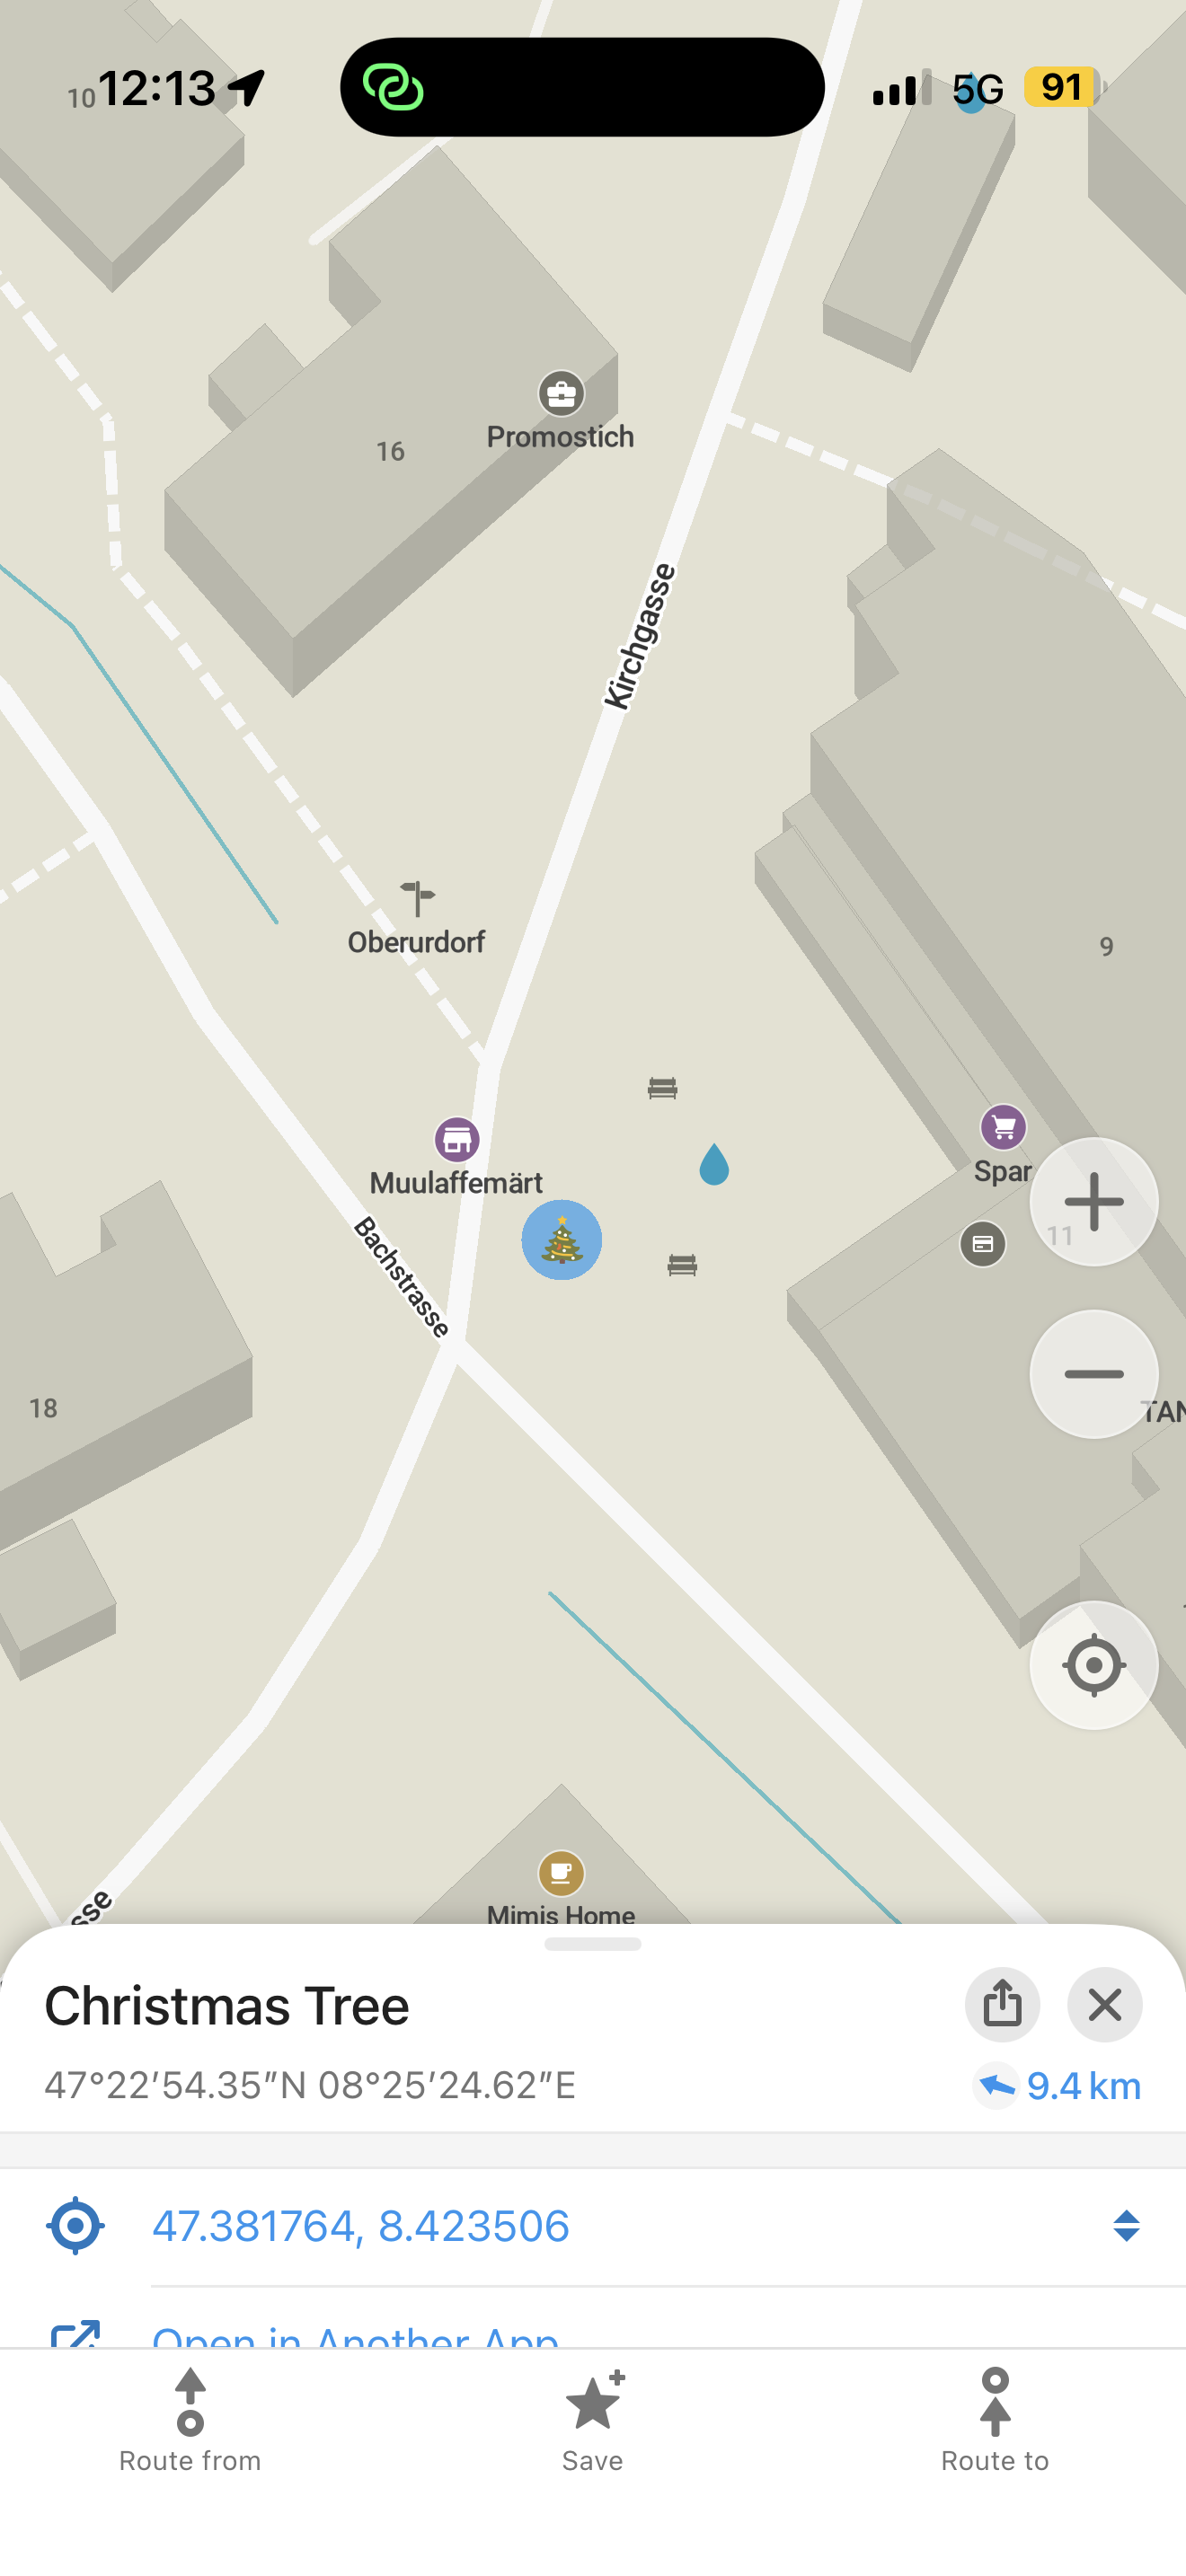 10
12:13
5G
91
Promostich
16
Kirchgasse
Oberurdorf
9
Muulaffemärt
Spar
11
Bachstrasse
18
TAN
Mimis Home
sse
Christmas Tree
47°22′54.35″N 08°25′24.62″E
9.4 km
47.381764, 8.423506
Open in Another App
Route from
Save
Route to